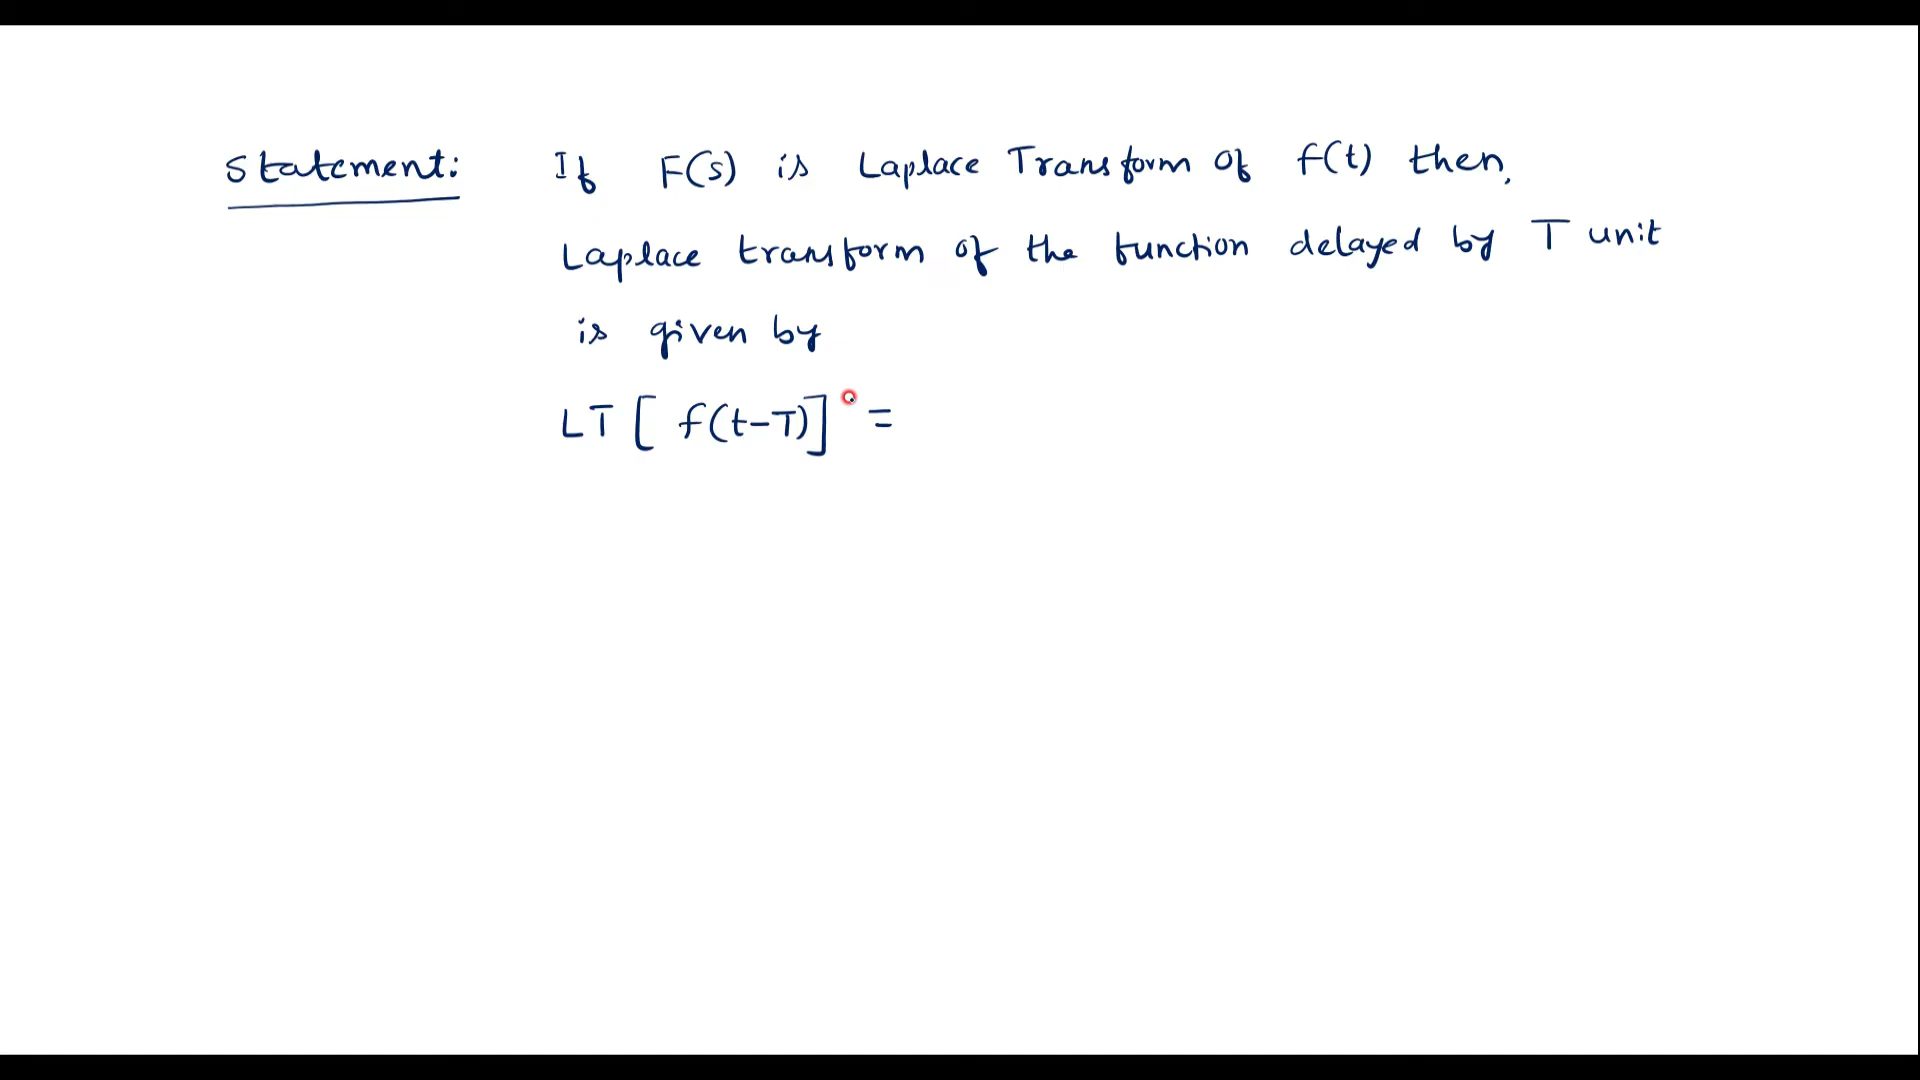 Statement: If F(s) is Laplace Transform of f(t) then,
Laplace transform of the function delayed by T unit
is given by
LT [ f(t-T)] =